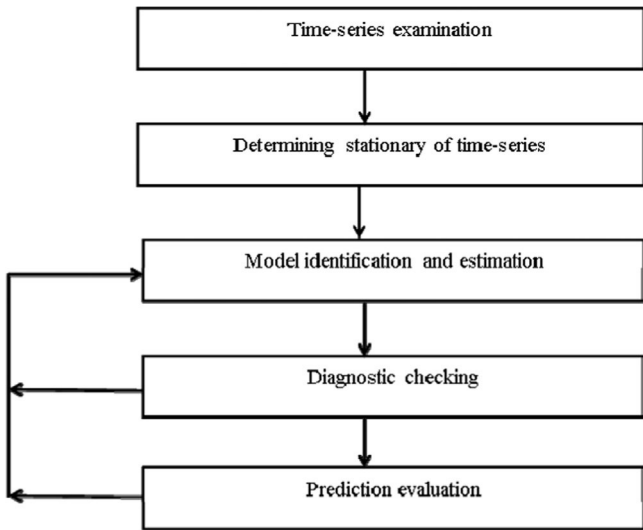 Time-series examination
Determining stationary of time-series
Model identification and estimation
Diagnostic checking
Prediction evaluation